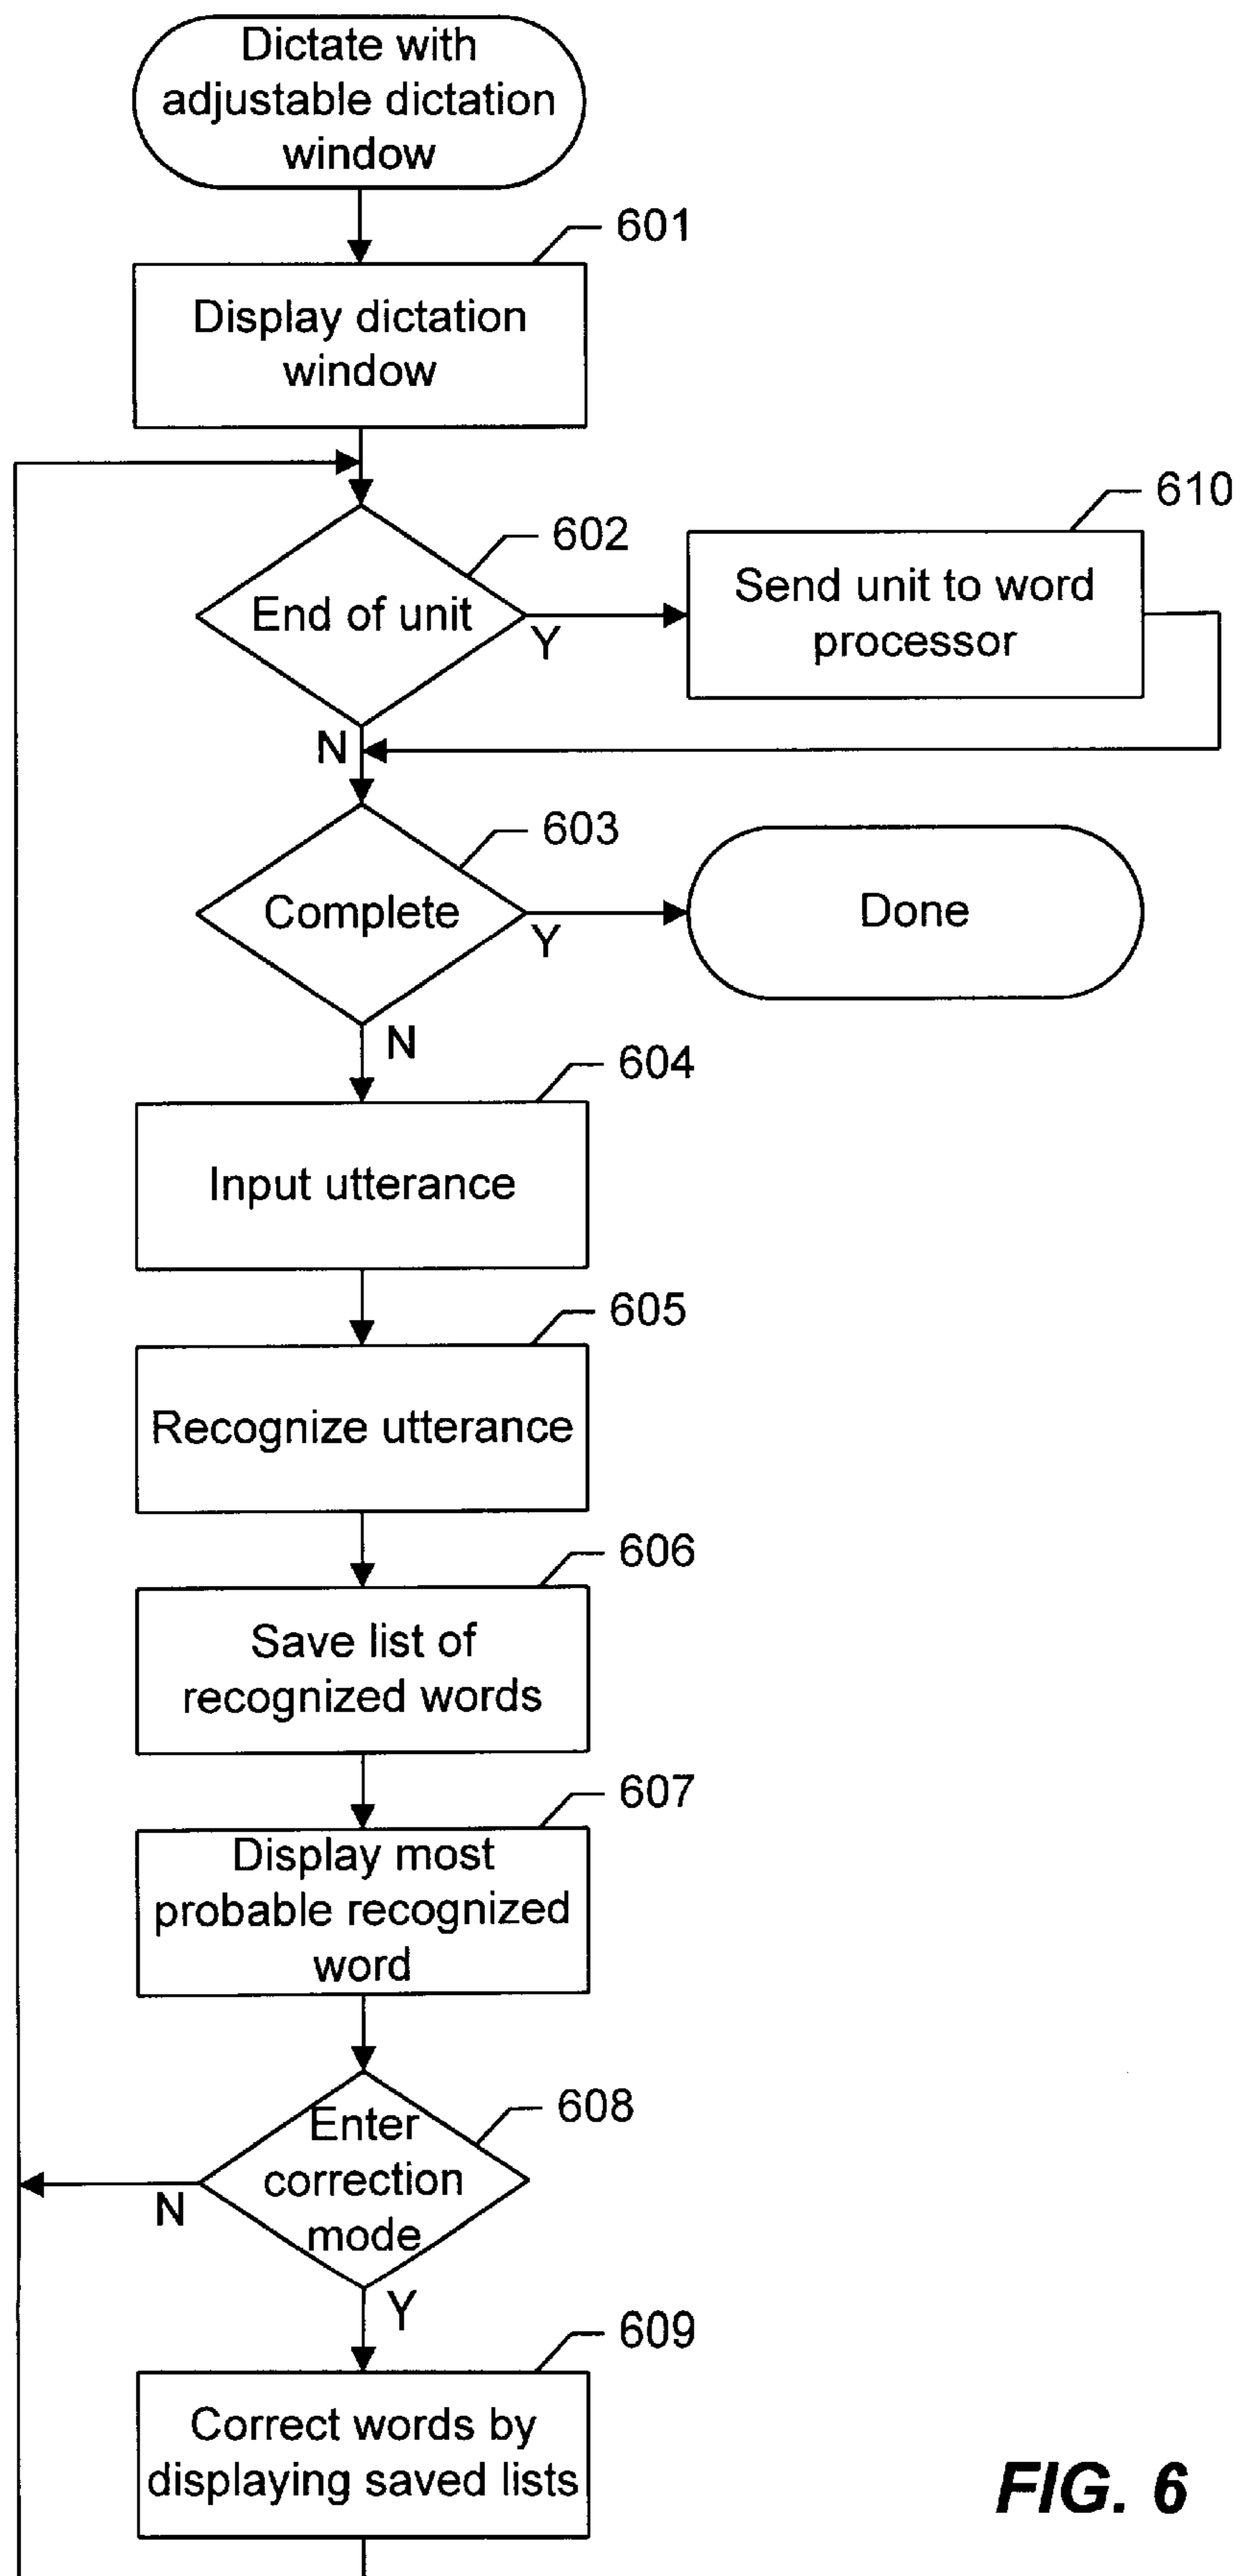 Dictate with
adjustable dictation
window
601
Display dictation
window
602
End of unit
Y
N
610
Send unit to word
processor
603
Complete
Y
N
Done
604
Input utterance
605
Recognize utterance
606
Save list of
recognized words
607
Display most
probable recognized
word
608
Enter
correction
mode
N
Y
609
Correct words by
displaying saved lists
FIG. 6